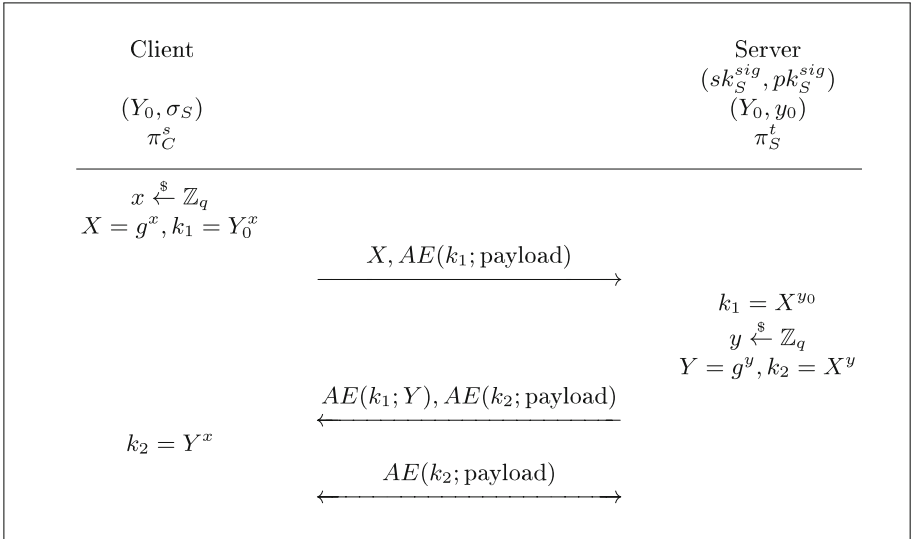 Client Server
(sk_S^{sig}, pk_S^{sig})
(Y_0, σ_S) (Y_0, y_0)
π_C^s π_S^t
x ←^$ ℤ_q
X = g^x, k_1 = Y_0^x
X, AE(k_1; payload)
k_1 = X^{y_0}
y ←^$ ℤ_q
Y = g^y, k_2 = X^y
AE(k_1; Y), AE(k_2; payload)
k_2 = Y^x
AE(k_2; payload)